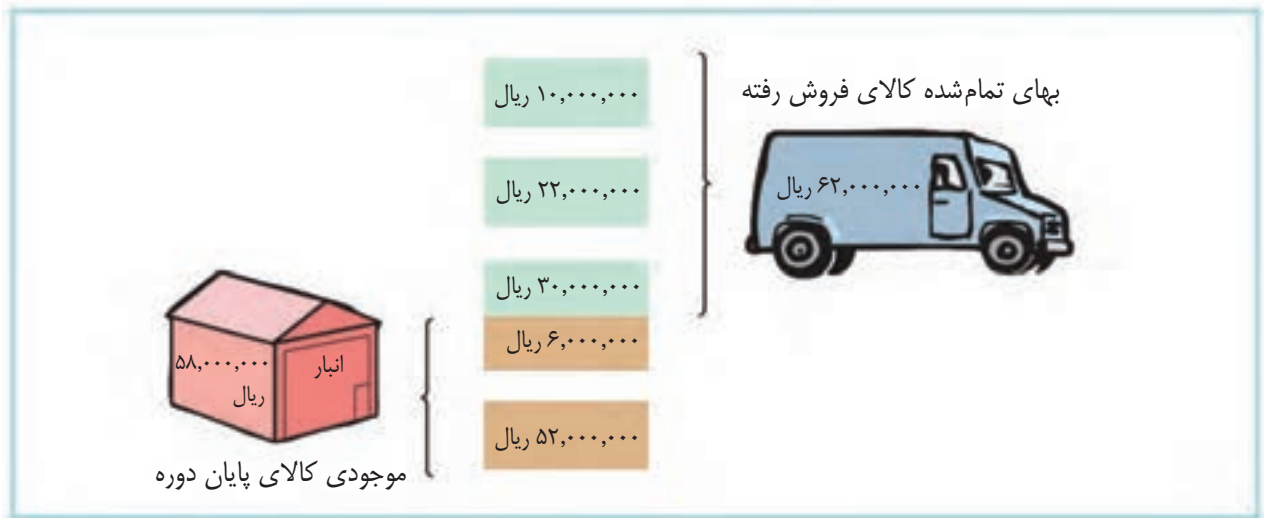 بهای تمام‌شده کالای فروش رفته
۶۲,۰۰۰,۰۰۰ ریال
۱۰,۰۰۰,۰۰۰ ریال
۲۲,۰۰۰,۰۰۰ ریال
۳۰,۰۰۰,۰۰۰ ریال
۶,۰۰۰,۰۰۰ ریال
۵۲,۰۰۰,۰۰۰ ریال
انبار
۵۸,۰۰۰,۰۰۰
ریال
موجودی کالای پایان دوره